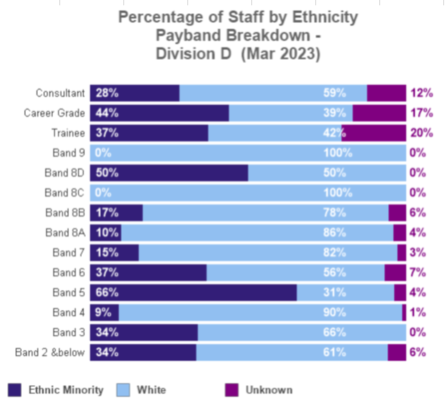 Percentage of Staff by Ethnicity
Payband Breakdown -
Division D (Mar 2023)
Consultant 28% 59% 12%
Career Grade 44% 39% 17%
Trainee 37% 42% 20%
Band 9 0% 100% 0%
Band 8D 50% 50% 0%
Band 8C 0% 100% 0%
Band 8B 17% 78% 6%
Band 8A 10% 86% 4%
Band 7 15% 82% 3%
Band 6 37% 56% 7%
Band 5 66% 31% 4%
Band 4 9% 90% 1%
Band 3 34% 66% 0%
Band 2 &below 34% 61% 6%
Ethnic Minority White Unknown